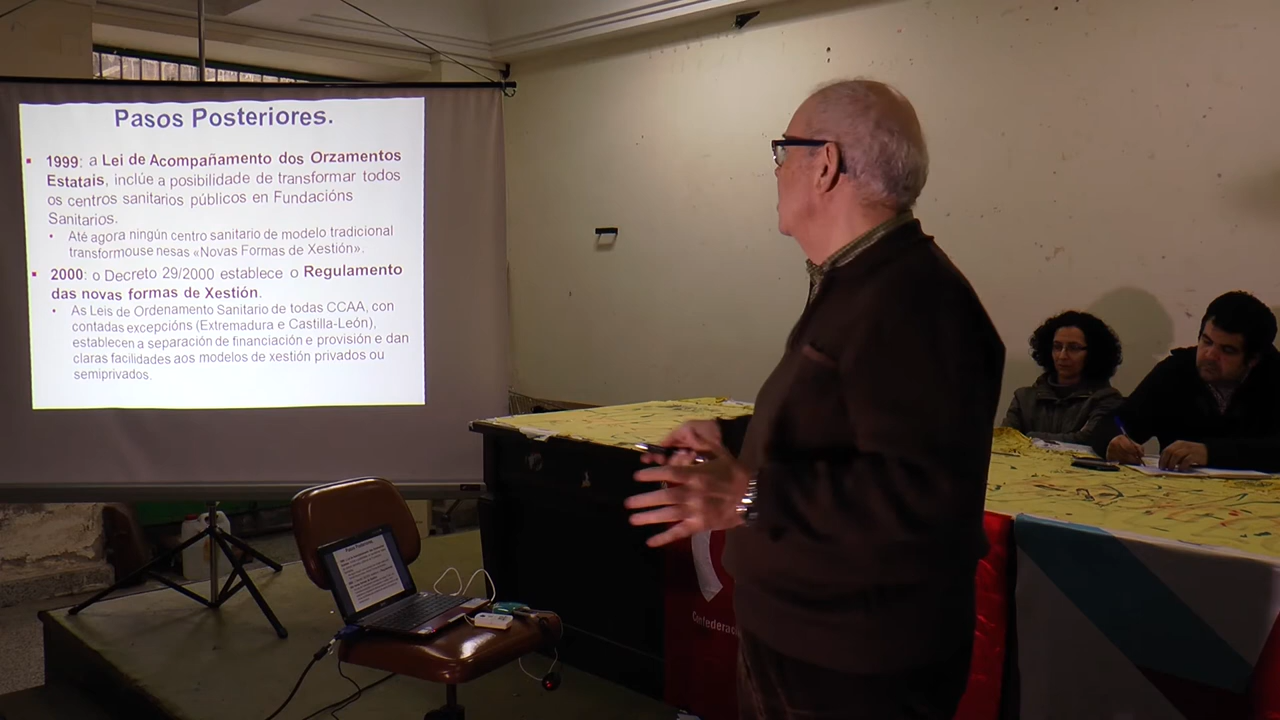 Pasos Posteriores.
1999: a Lei de Acompañamento dos Orzamentos
Estatais, inclúe a posibilidade de transformar todos
os centros sanitarios públicos en Fundacións
Sanitarios.
Até agora ningún centro sanitario de modelo tradicional
transformouse nesas «Novas Formas de Xestión».
2000: o Decreto 29/2000 establece o Regulamento
das novas formas de Xestión.
As Leis de Ordenamento Sanitario de todas CCAA, con
contadas excepcións (Extremadura e Castilla-León),
establecen a separación de financiación e provisión e dan
claras facilidades aos modelos de xestión privados ou
semiprivados.
Pasos Posteriores.